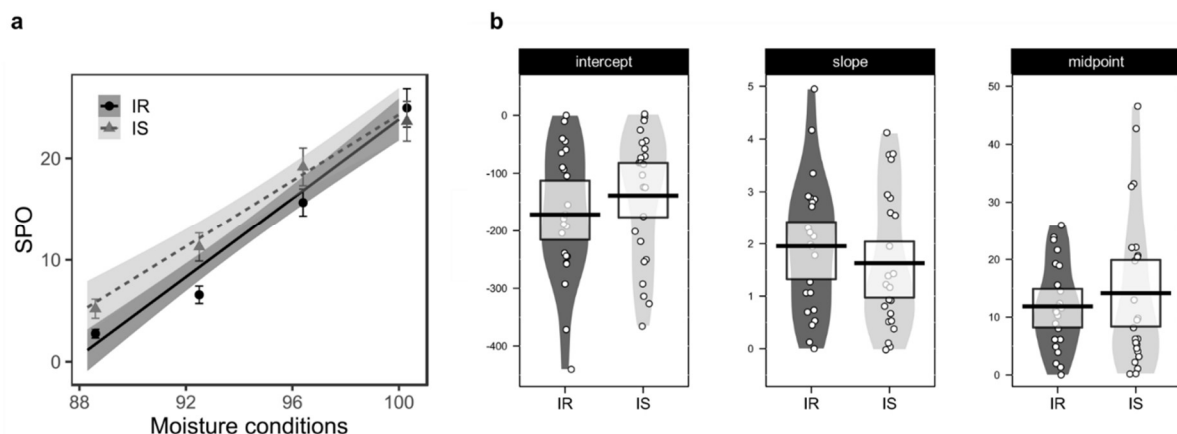 a
IR
IS
20
10
0
SPO
88
92
96
100
Moisture conditions
b
intercept
0
-100
-200
-300
-400
IR
IS
slope
5
4
3
2
1
0
IR
IS
midpoint
50
40
30
20
10
0
IR
IS